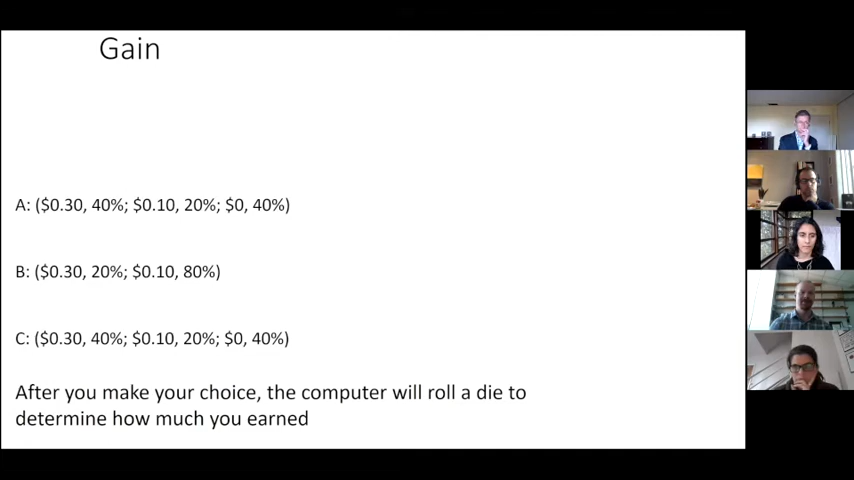 Gain
A: ($0.30, 40%; $0.10, 20%; $0, 40%)
B: ($0.30, 20%; $0.10, 80%)
C: ($0.30, 40%; $0.10, 20%; $0, 40%)
After you make your choice, the computer will roll a die to
determine how much you earned